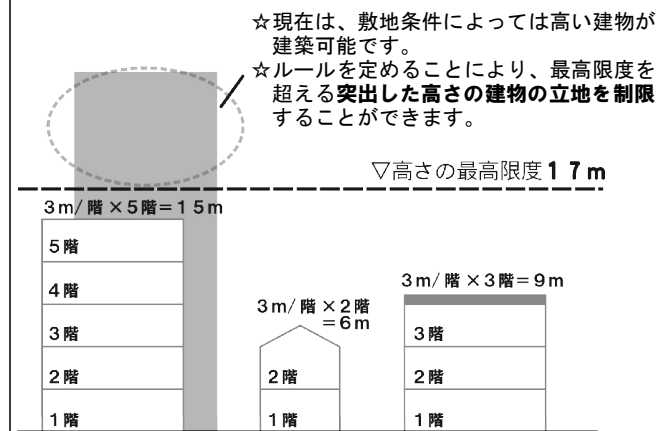 ☆現在は、敷地条件によっては高い建物が
建築可能です。
☆ルールを定めることにより、最高限度を
超える突出した高さの建物の立地を制限
することができます。
▽高さの最高限度17m
3m/階×5階=15m
5階
4階
3階
2階
1階
3m/階×2階
=6m
2階
1階
3m/階×3階=9m
3階
2階
1階